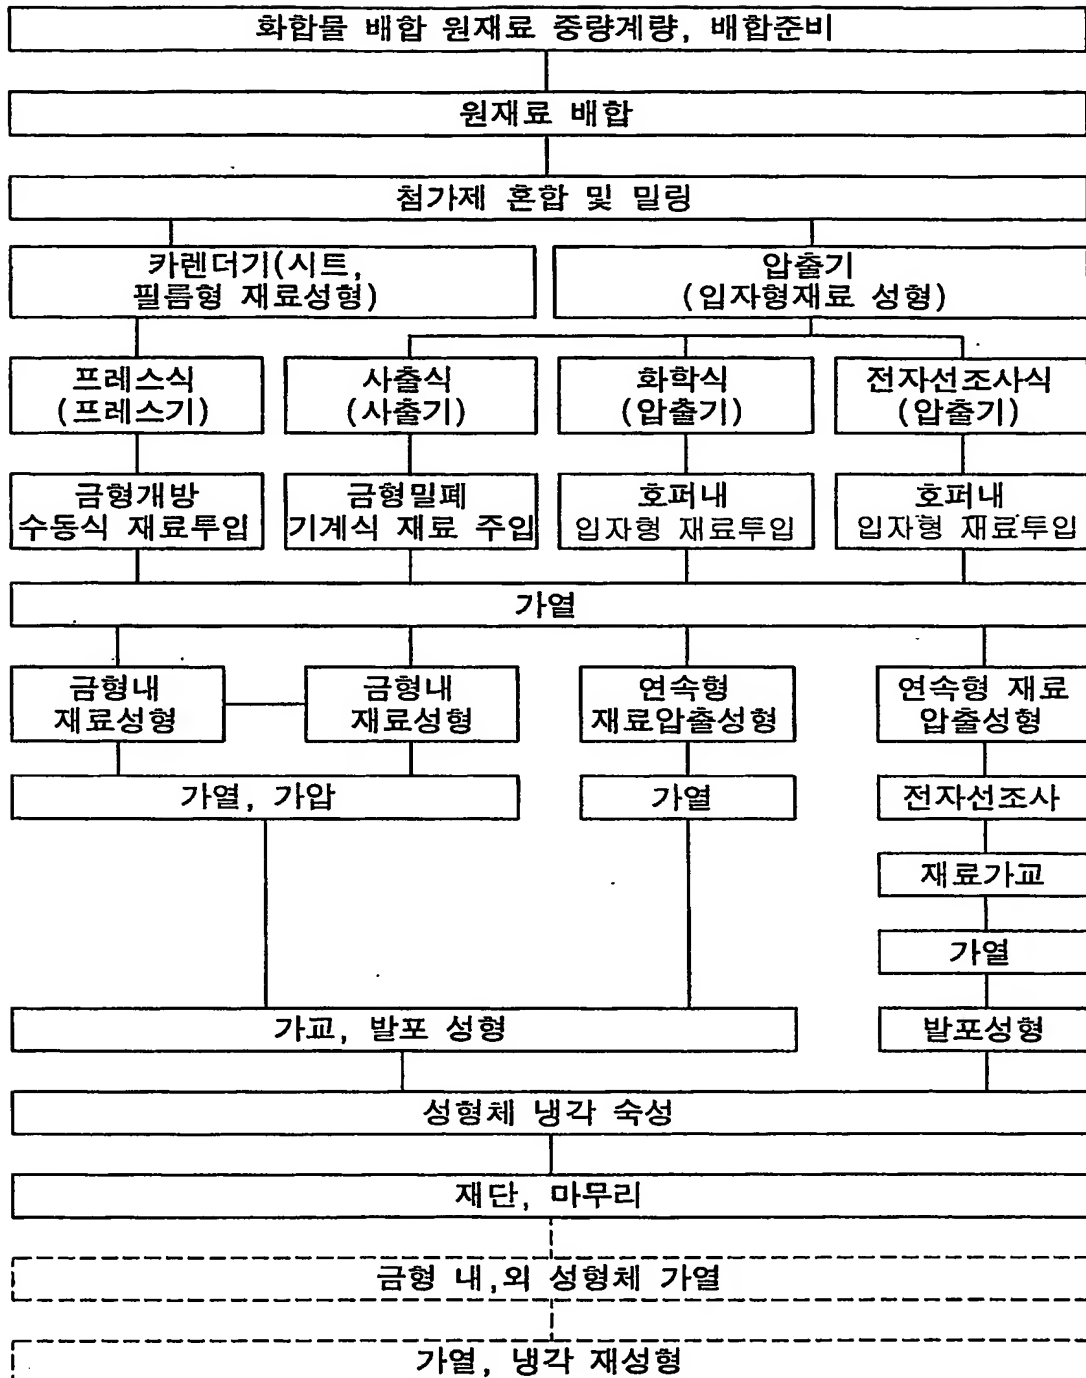 화합물 배합 원재료 중량계량, 배합준비
원재료 배합
첨가제 혼합 및 밀링
카렌더기(시트,
필름형 재료성형)
압출기
(입자형재료 성형)
프레스식
(프레스기)
사출식
(사출기)
화학식
(압출기)
전자선조사식
(압출기)
금형개방
수동식 재료투입
금형밀폐
기계식 재료 주입
호퍼내
입자형 재료투입
호퍼내
입자형 재료투입
가열
금형내
재료성형
금형내
재료성형
연속형
재료압출성형
연속형 재료
압출성형
가열, 가압
가열
전자선조사
재료가교
가열
가교, 발포 성형
발포성형
성형체 냉각 숙성
재단, 마무리
금형 내,외 성형체 가열
가열, 냉각 재성형